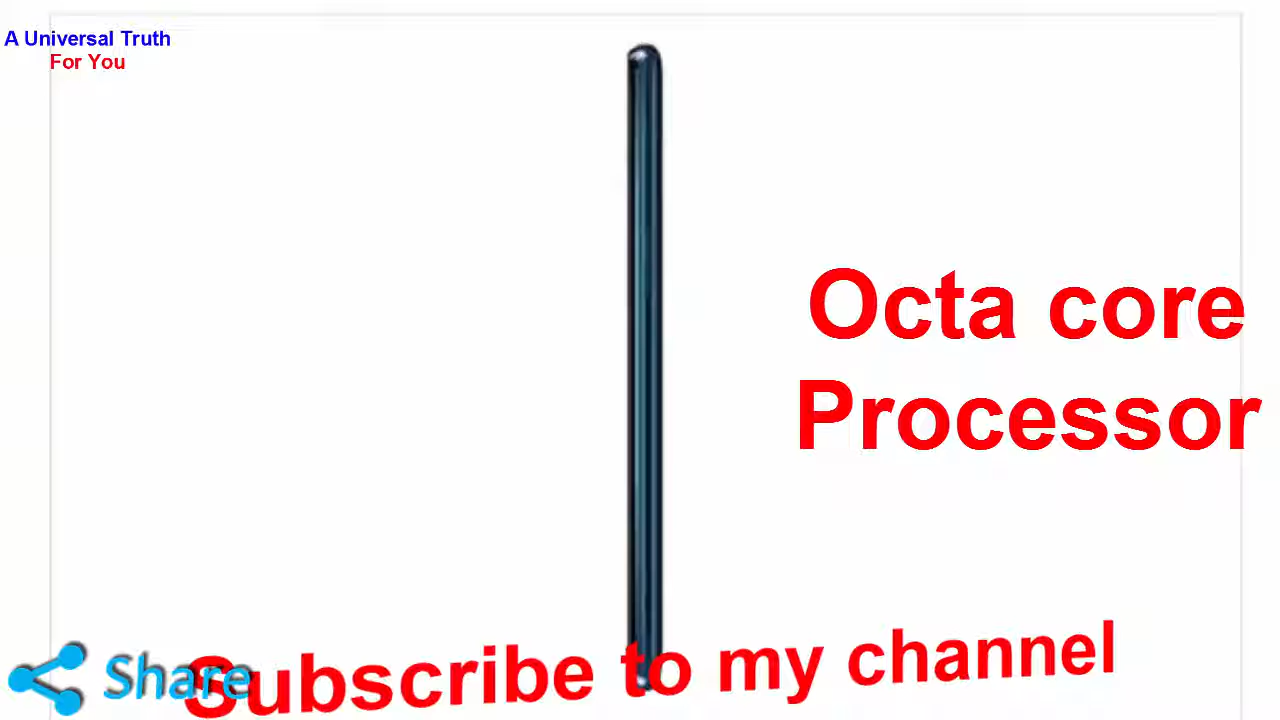 A Universal Truth
For You
Octa core
Processor
Share
Subscribe to my channel